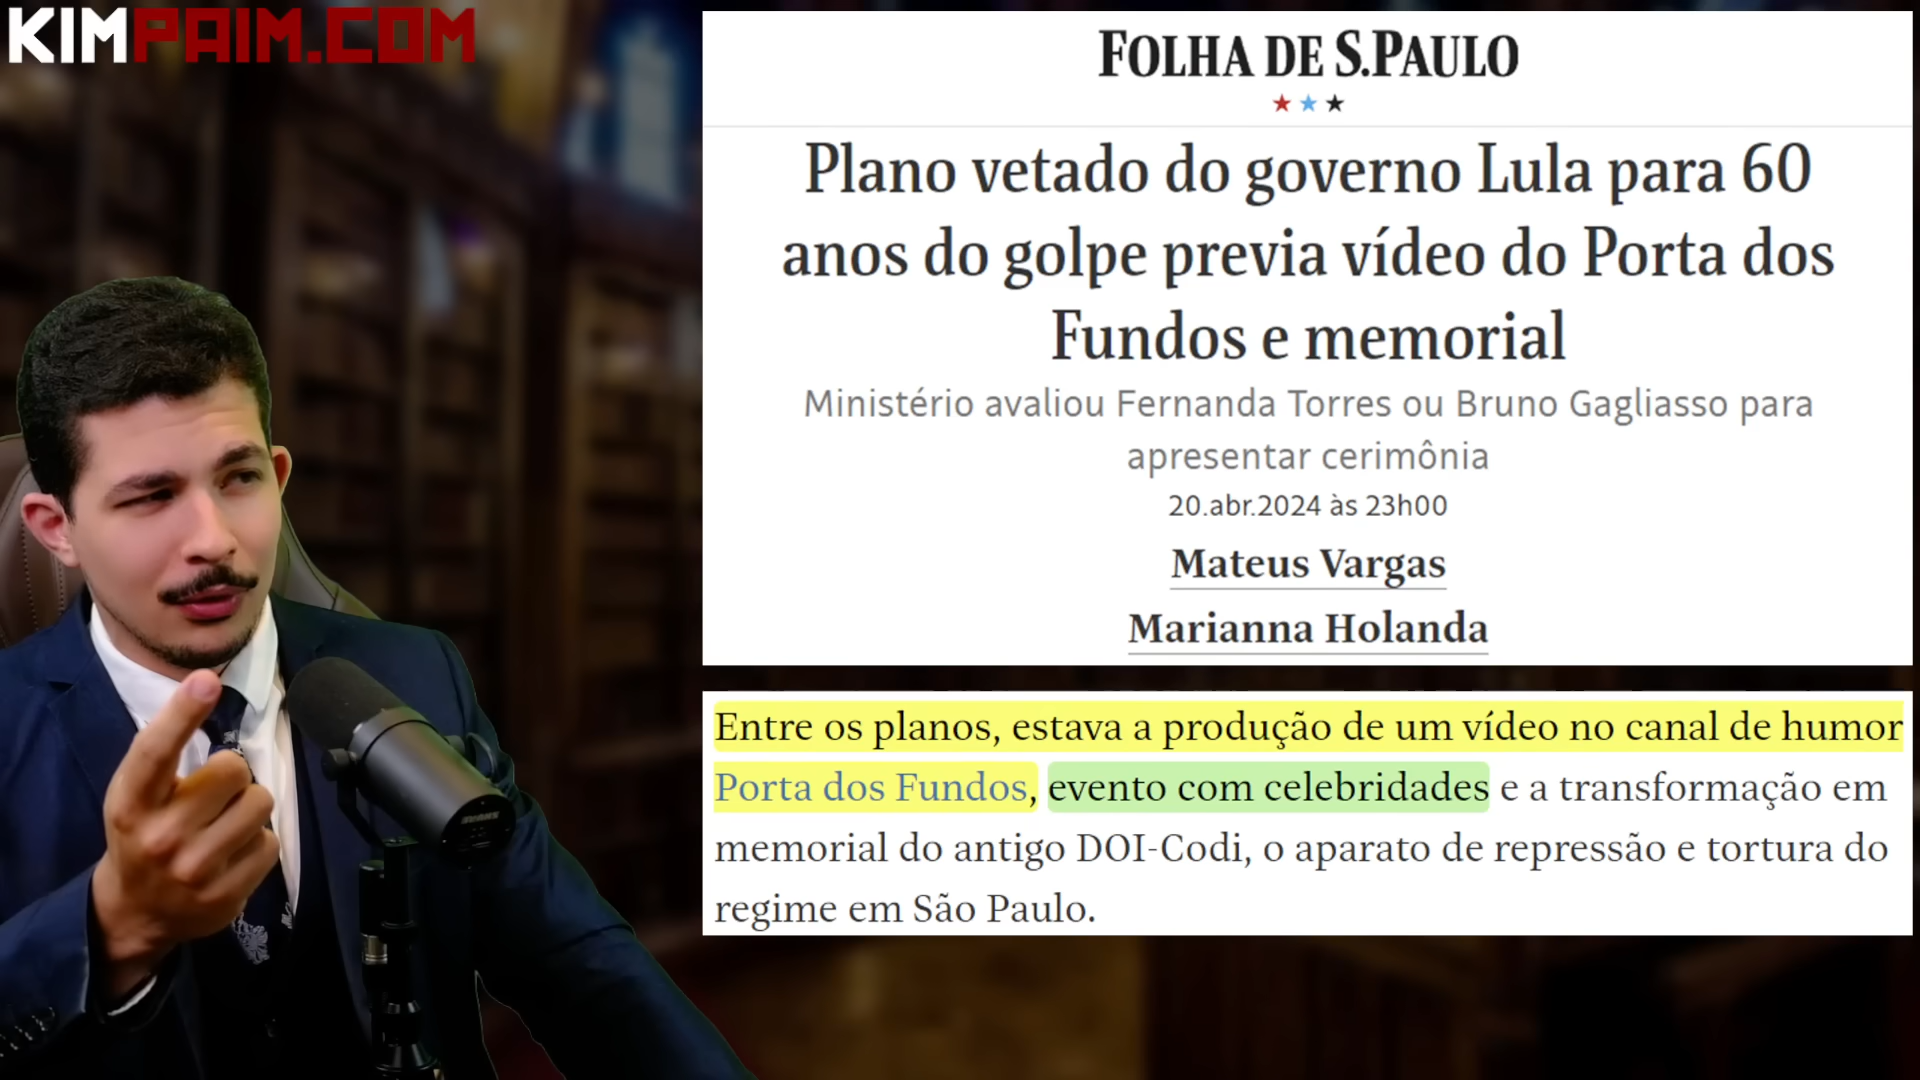 KIMPAIM.COM
FOLHA DE S.PAULO
Plano vetado do governo Lula para 60
anos do golpe previa vídeo do Porta dos
Fundos e memorial
Ministério avaliou Fernanda Torres ou Bruno Gagliasso para
apresentar cerimônia
20.abr.2024 às 23h00
Mateus Vargas
Marianna Holanda
Entre os planos, estava a produção de um vídeo no canal de humor
Porta dos Fundos, evento com celebridades e a transformação em
memorial do antigo DOI-Codi, o aparato de repressão e tortura do
regime em São Paulo.